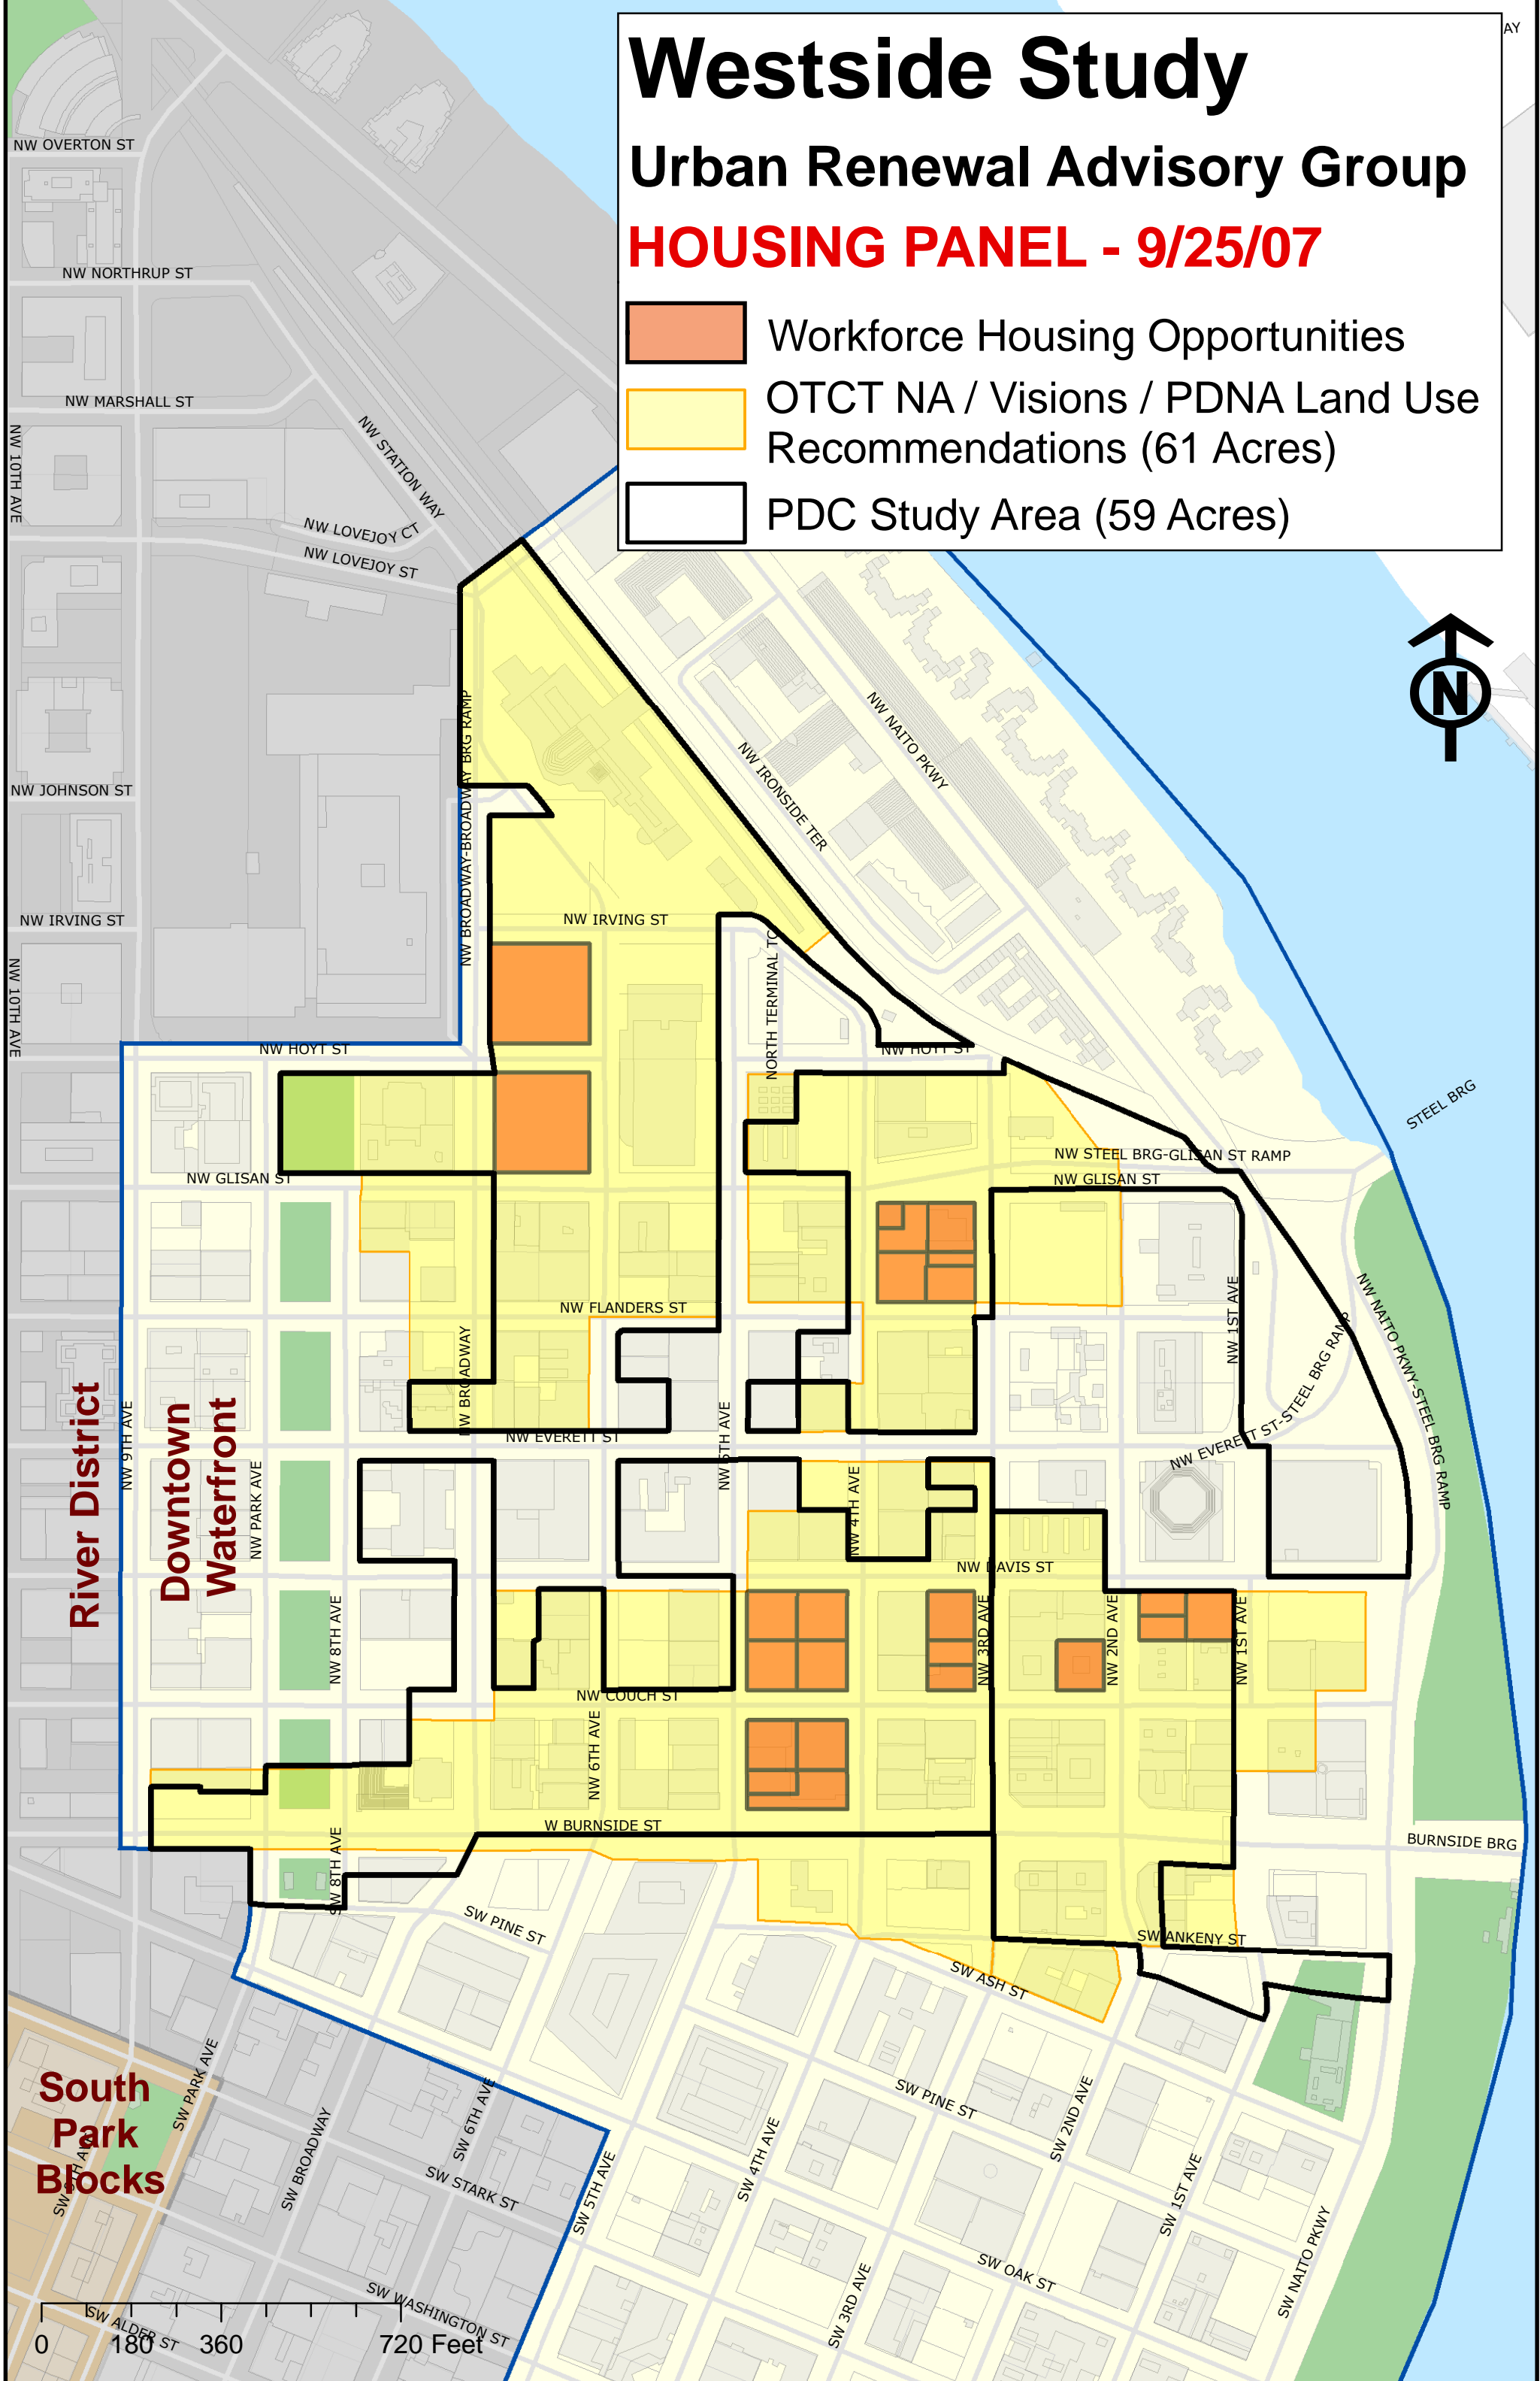 Westside Study
Urban Renewal Advisory Group
HOUSING PANEL - 9/25/07
Workforce Housing Opportunities
OTCT NA / Visions / PDNA Land Use
Recommendations (61 Acres)
PDC Study Area (59 Acres)
AY
N
NW OVERTON ST
NW NORTHRUP ST
NW MARSHALL ST
NW 10TH AVE
NW STATION WAY
NW LOVEJOY CT
NW LOVEJOY ST
NW BROADWAY-BROADWAY BRG RAMP
NW NAITO PKWY
NW IRONSIDE TER
NW JOHNSON ST
NW IRVING ST
NW IRVING ST
NW 10TH AVE
NORTH TERMINAL TC
NW HOYT ST
NW HOYT ST
STEEL BRG
NW STEEL BRG-GLISAN ST RAMP
NW GLISAN ST
NW GLISAN ST
NW FLANDERS ST
NW 1ST AVE
NW NAITO PKWY-STEEL BRG RAMP
NW EVERETT ST-STEEL BRG RAMP
River District
NW 9TH AVE
Downtown
Waterfront
NW PARK AVE
NW BROADWAY
NW EVERETT ST
NW 5TH AVE
NW 4TH AVE
NW DAVIS ST
NW 8TH AVE
NW 3RD AVE
NW 2ND AVE
NW 1ST AVE
NW COUCH ST
NW 6TH AVE
W BURNSIDE ST
BURNSIDE BRG
SW 8TH AVE
SW PINE ST
SW ANKENY ST
SW ASH ST
South
Park
Blocks
SW PARK AVE
SW 9TH AVE
SW BROADWAY
SW 6TH AVE
SW STARK ST
SW 5TH AVE
SW 4TH AVE
SW PINE ST
SW 2ND AVE
SW 1ST AVE
SW OAK ST
SW 3RD AVE
SW NAITO PKWY
SW WASHINGTON ST
SW ALDER ST
0 180 360 720 Feet